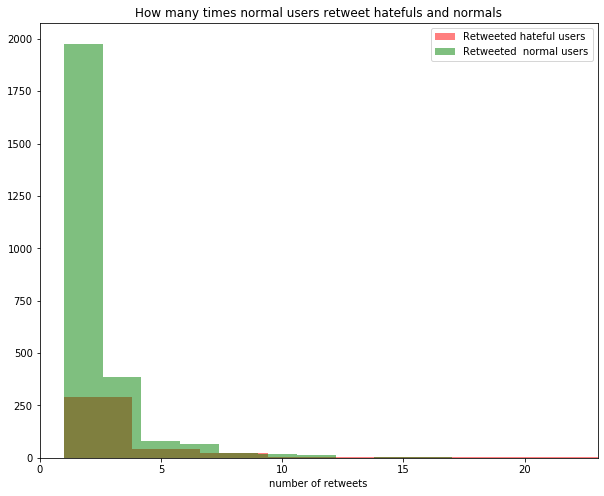 How many times normal users retweet hatefuls and normals
Retweeted hateful users
Retweeted  normal users
2000
1750
1500
1250
1000
750
500
250
0
0 5 10 15 20
number of retweets